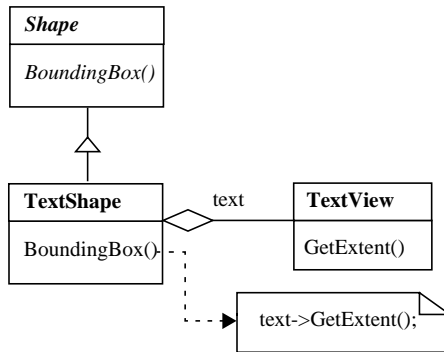 Shape
BoundingBox()
TextShape
text
TextView
BoundingBox()
GetExtent()
text->GetExtent();